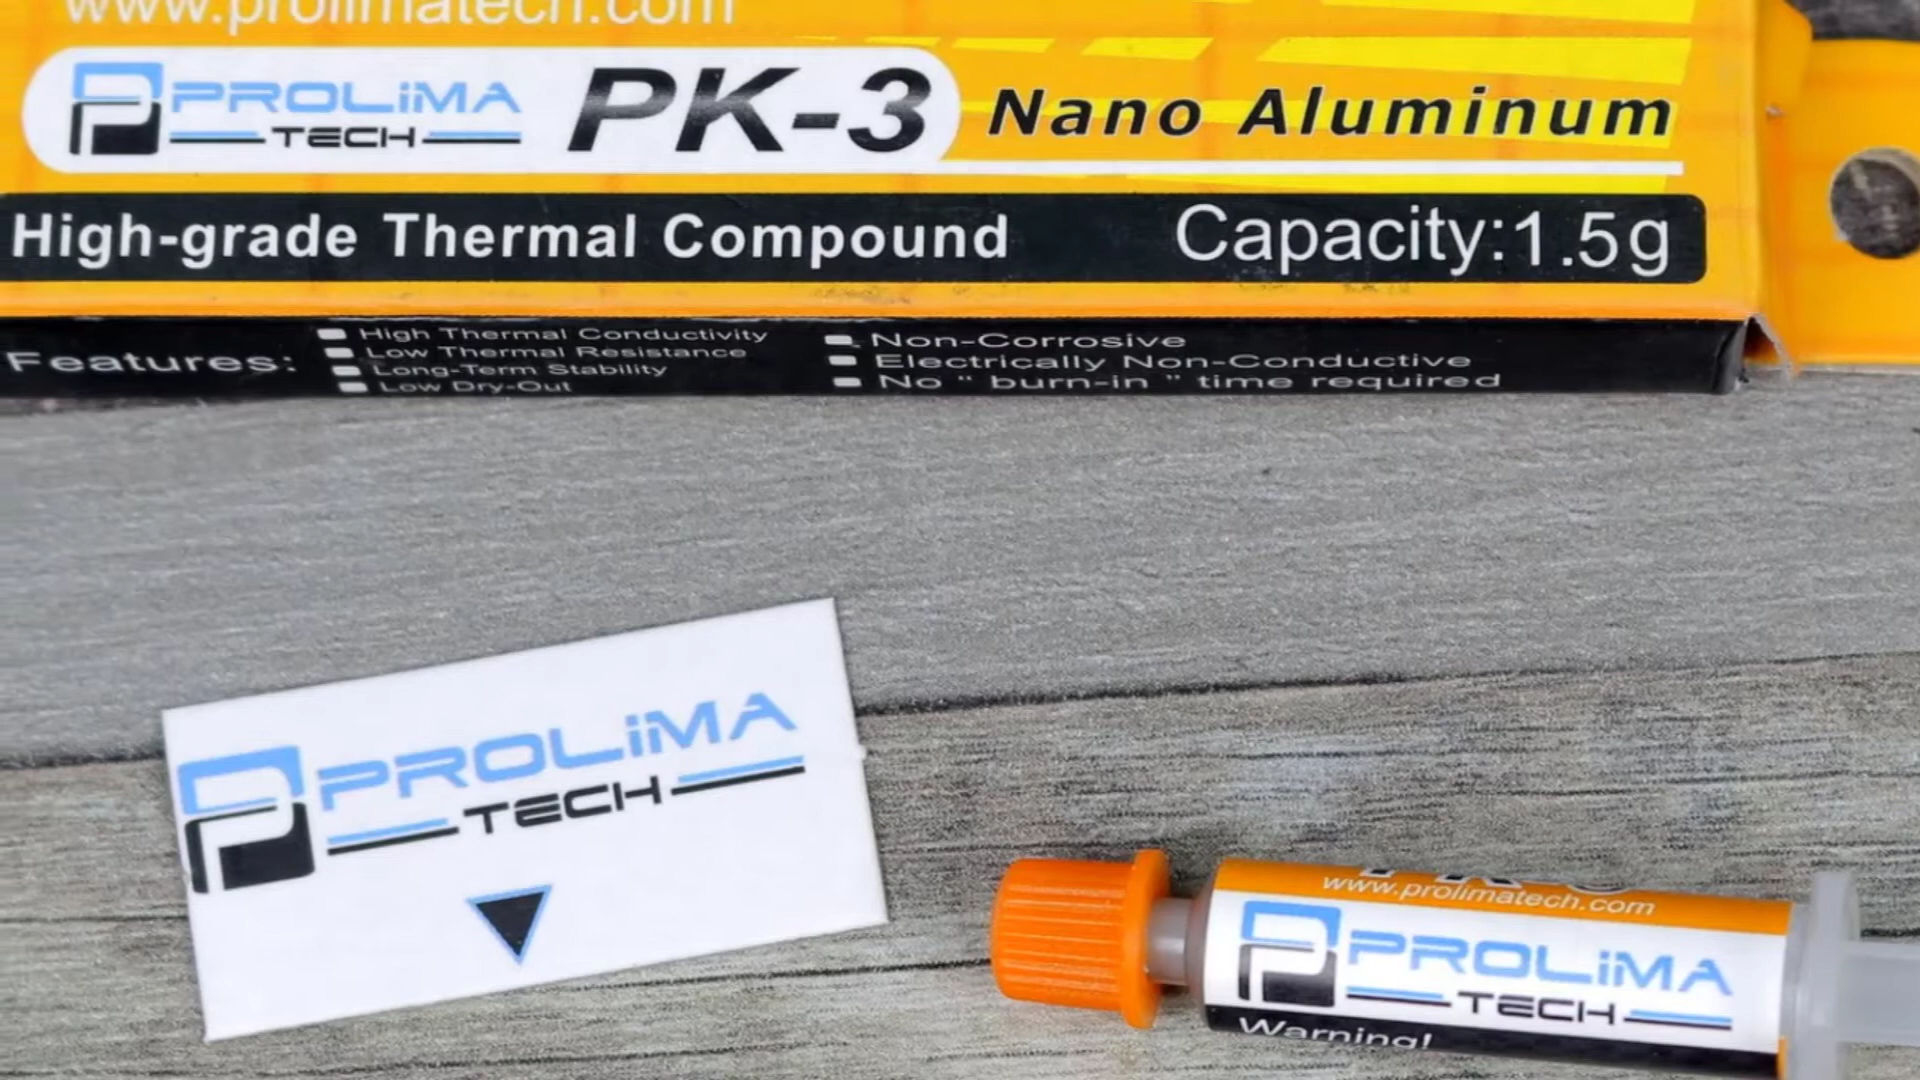 www.prolimatech.com
PROLiMA
TECH
PK-3 Nano Aluminum
High-grade Thermal Compound Capacity:1.5g
Features:
High Thermal Conductivity
Low Thermal Resistance
Long-Term Stability
Low Dry-Out
Non-Corrosive
Electrically Non-Conductive
No " burn-in " time required
PROLiMA
TECH
www.prolimatech.com
PROLiMA
TECH
Warning!